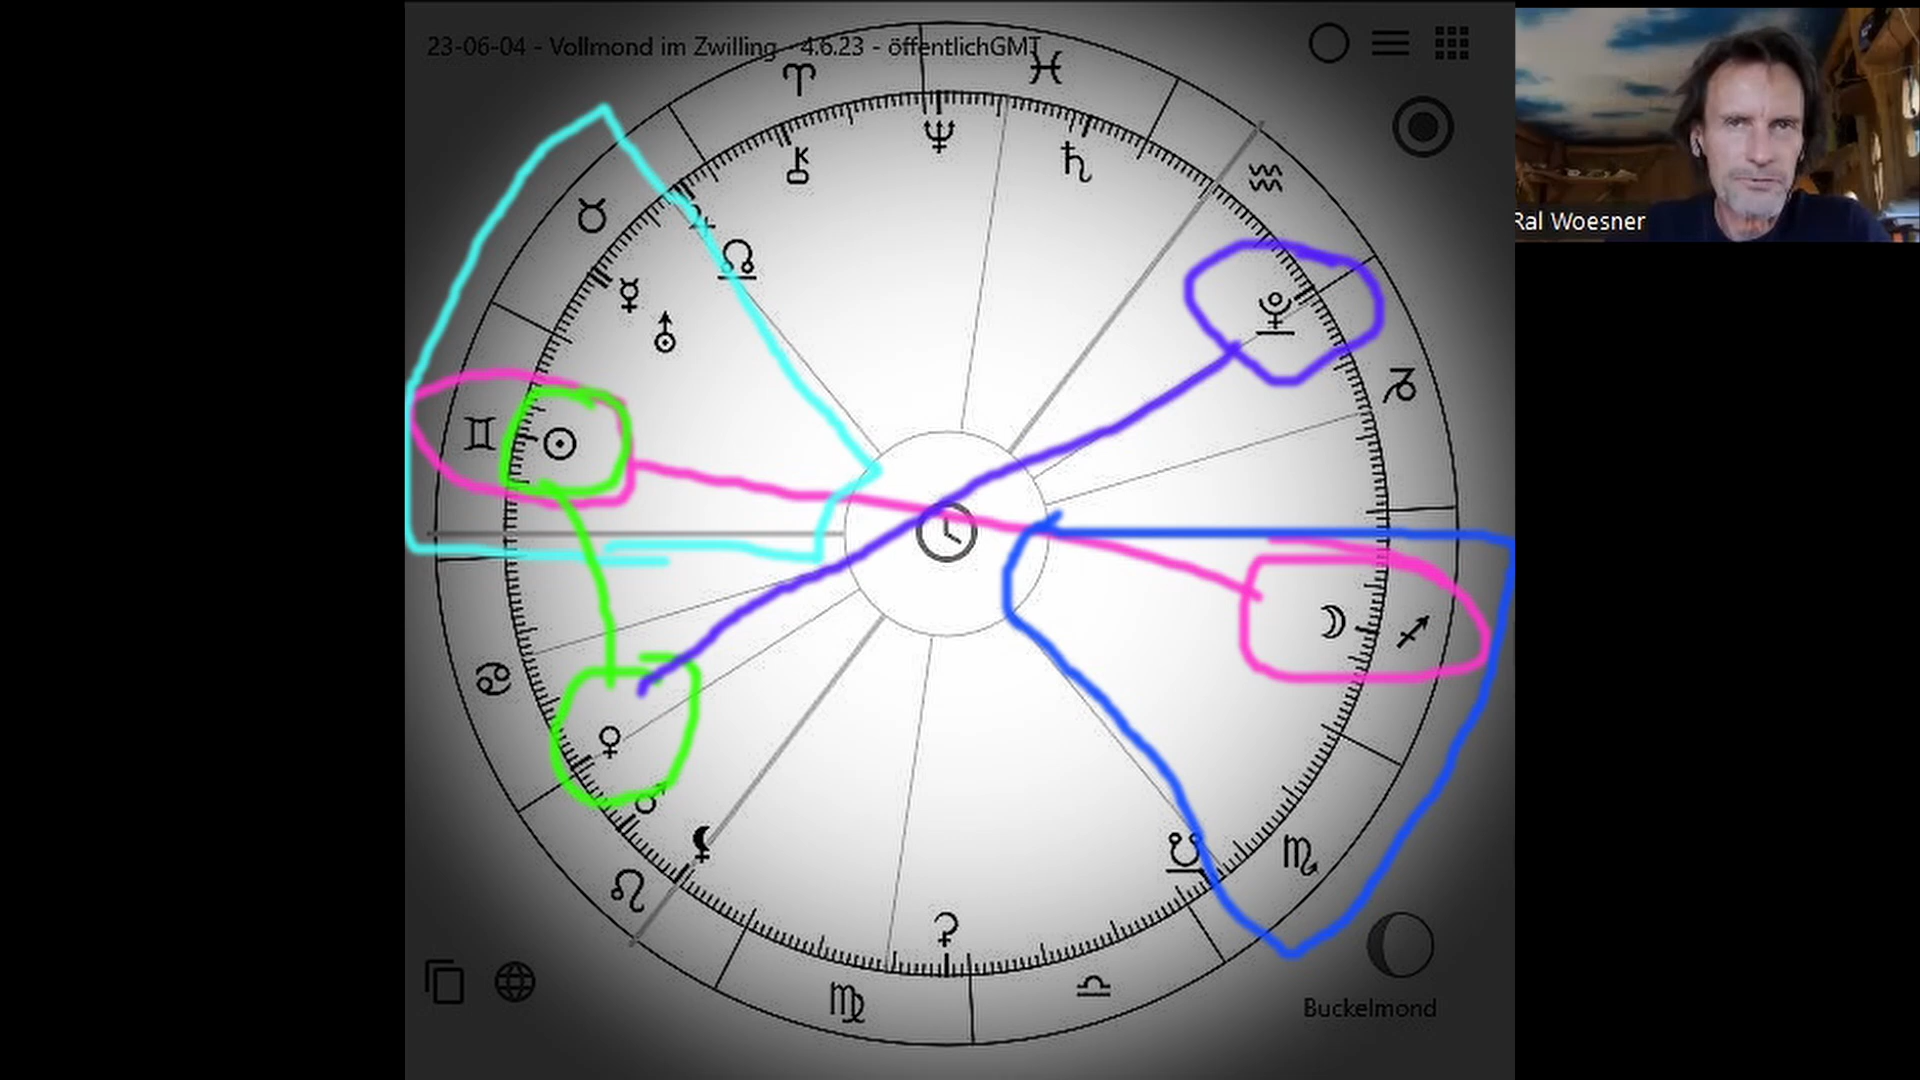 23-06-04 - Vollmond im Zwilling - 4.6.23 - öffentlichGMT
Ral Woesner
Buckelmond